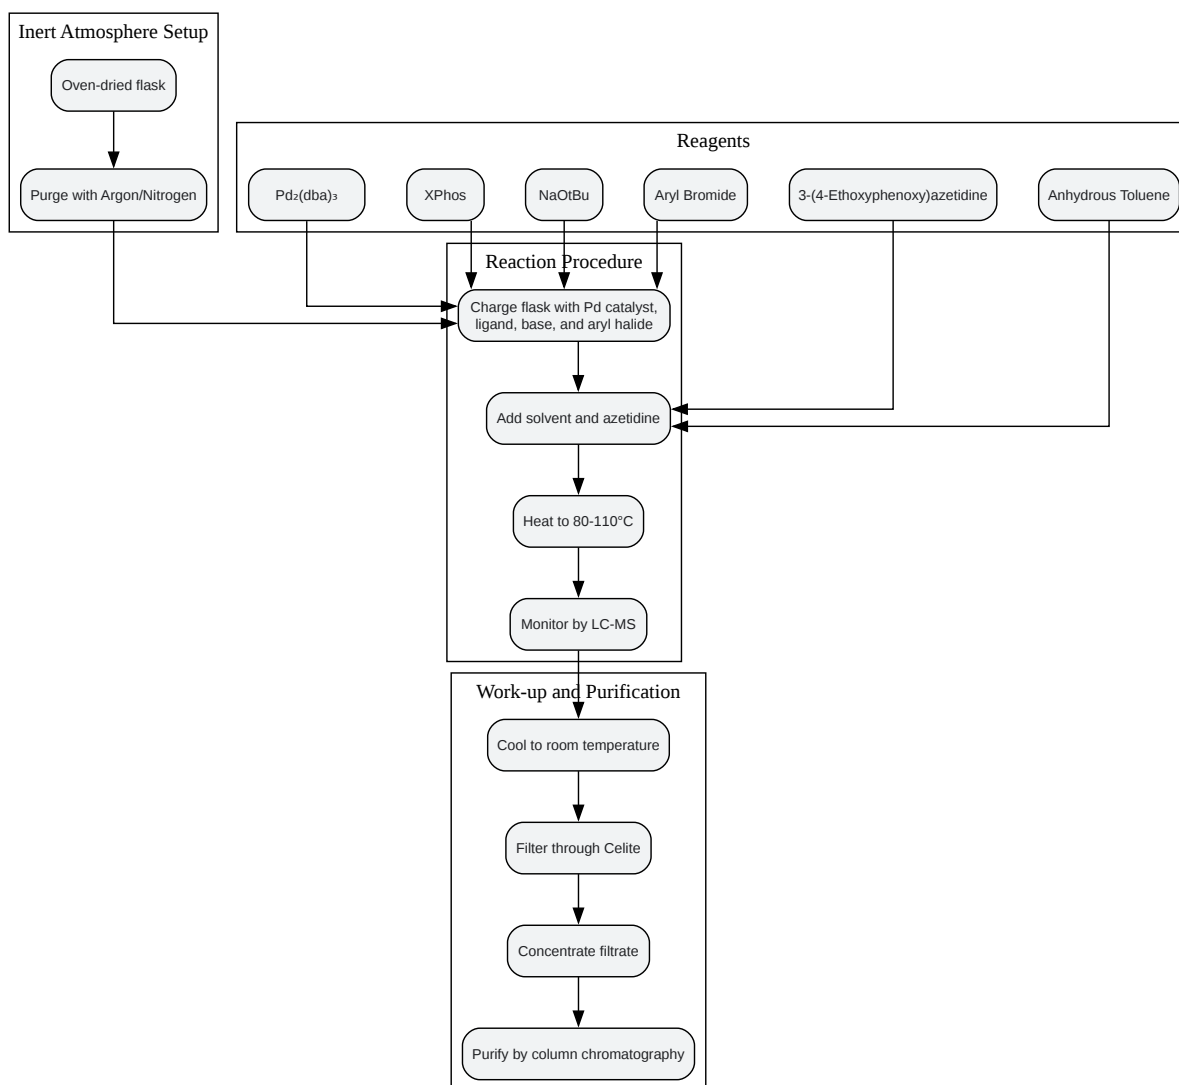 Inert Atmosphere Setup
Oven-dried flask
Purge with Argon/Nitrogen
Reagents
Pd₂(dba)₃
XPhos
NaOtBu
Aryl Bromide
3-(4-Ethoxyphenoxy)azetidine
Anhydrous Toluene
Reaction Procedure
Charge flask with Pd catalyst,
ligand, base, and aryl halide
Add solvent and azetidine
Heat to 80-110°C
Monitor by LC-MS
Work-up and Purification
Cool to room temperature
Filter through Celite
Concentrate filtrate
Purify by column chromatography